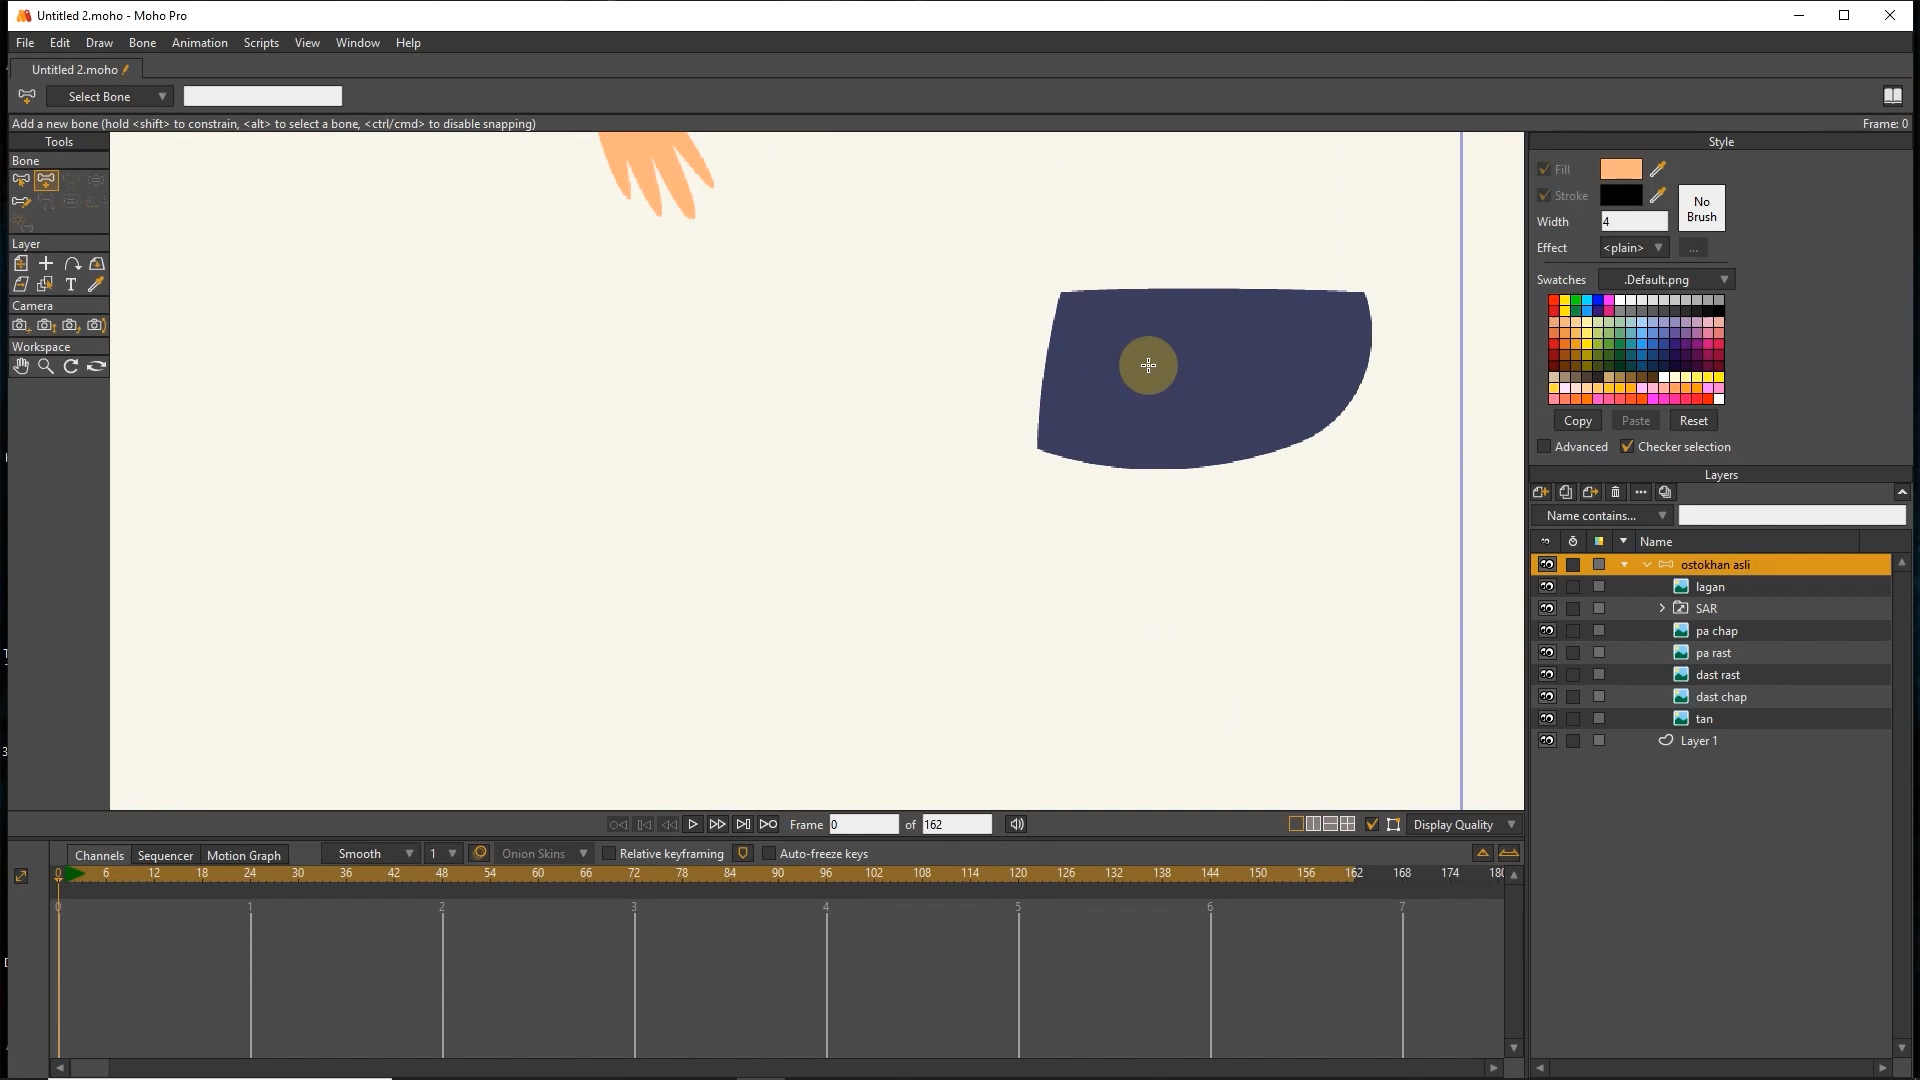 Untitled 2.moho - Moho Pro
File Edit Draw Bone Animation Scripts View Window Help
Untitled 2.moho
Select Bone
Add a new bone (hold <shift> to constrain, <alt> to select a bone, <ctrl/cmd> to disable snapping)
Frame: 0
Tools
Bone
Layer
Camera
Workspace
Style
Fill
Stroke
No Brush
Width 4
Effect <plain> ...
Swatches .Default.png
Copy Paste Reset
Advanced Checker selection
Layers
Name contains...
Name
ostokhan asli
lagan
SAR
pa chap
pa rast
dast rast
dast chap
tan
Layer 1
Frame 0 of 162
Display Quality
Channels Sequencer Motion Graph Smooth 1 Onion Skins Relative keyframing Auto-freeze keys
0 6 12 18 24 30 36 42 48 54 60 66 72 78 84 90 96 102 108 114 120 126 132 138 144 150 156 162 168 174 180
0 1 2 3 4 5 6 7